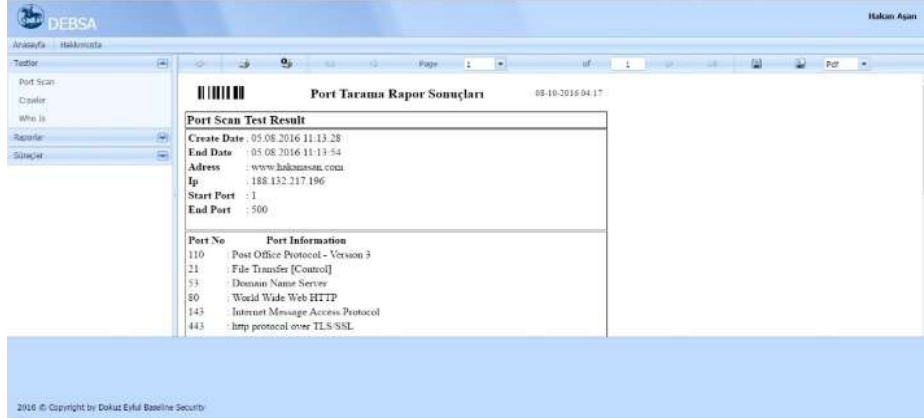 DEBSA
Hakan Aşan
Anasayfa Hakkımızda
Testler
Port Scan
Crawler
Who Is
Raporlar
Süreçler
Page 1 of 1 Pdf
Port Tarama Rapor Sonuçları 08-10-2016 04:17
Port Scan Test Result
Create Date : 05.08.2016 11:13:28
End Date : 05.08.2016 11:13:54
Adress : www.hakanasan.com
Ip : 188.132.217.196
Start Port : 1
End Port : 500
Port No Port Information
110 : Post Office Protocol - Version 3
21 : File Transfer [Control]
53 : Domain Name Server
80 : World Wide Web HTTP
143 : Internet Message Access Protocol
443 : http protocol over TLS/SSL
2016 © Copyright by Dokuz Eylul Baseline Security